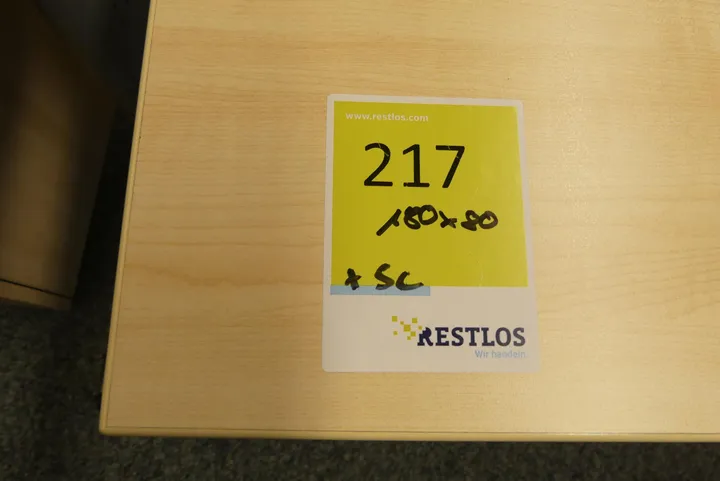 www.restlos.com
217
180x80
+ SC
RESTLOS
Wir handeln